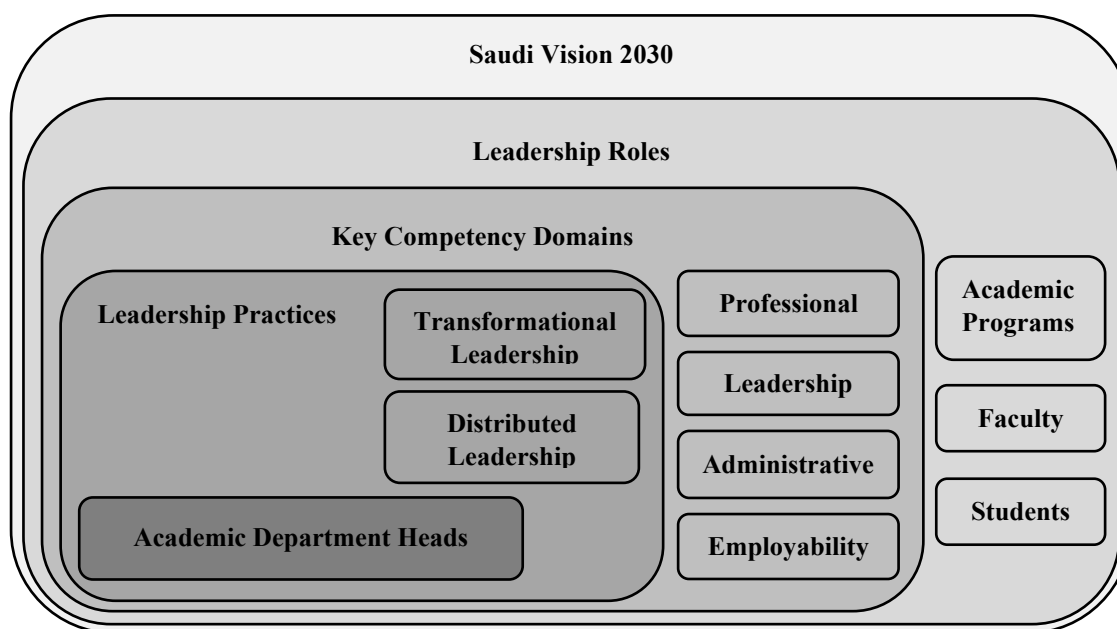 Saudi Vision 2030
Leadership Roles
Key Competency Domains
Leadership Practices
Transformational
Leadership
Distributed
Leadership
Academic Department Heads
Professional
Leadership
Administrative
Employability
Academic
Programs
Faculty
Students